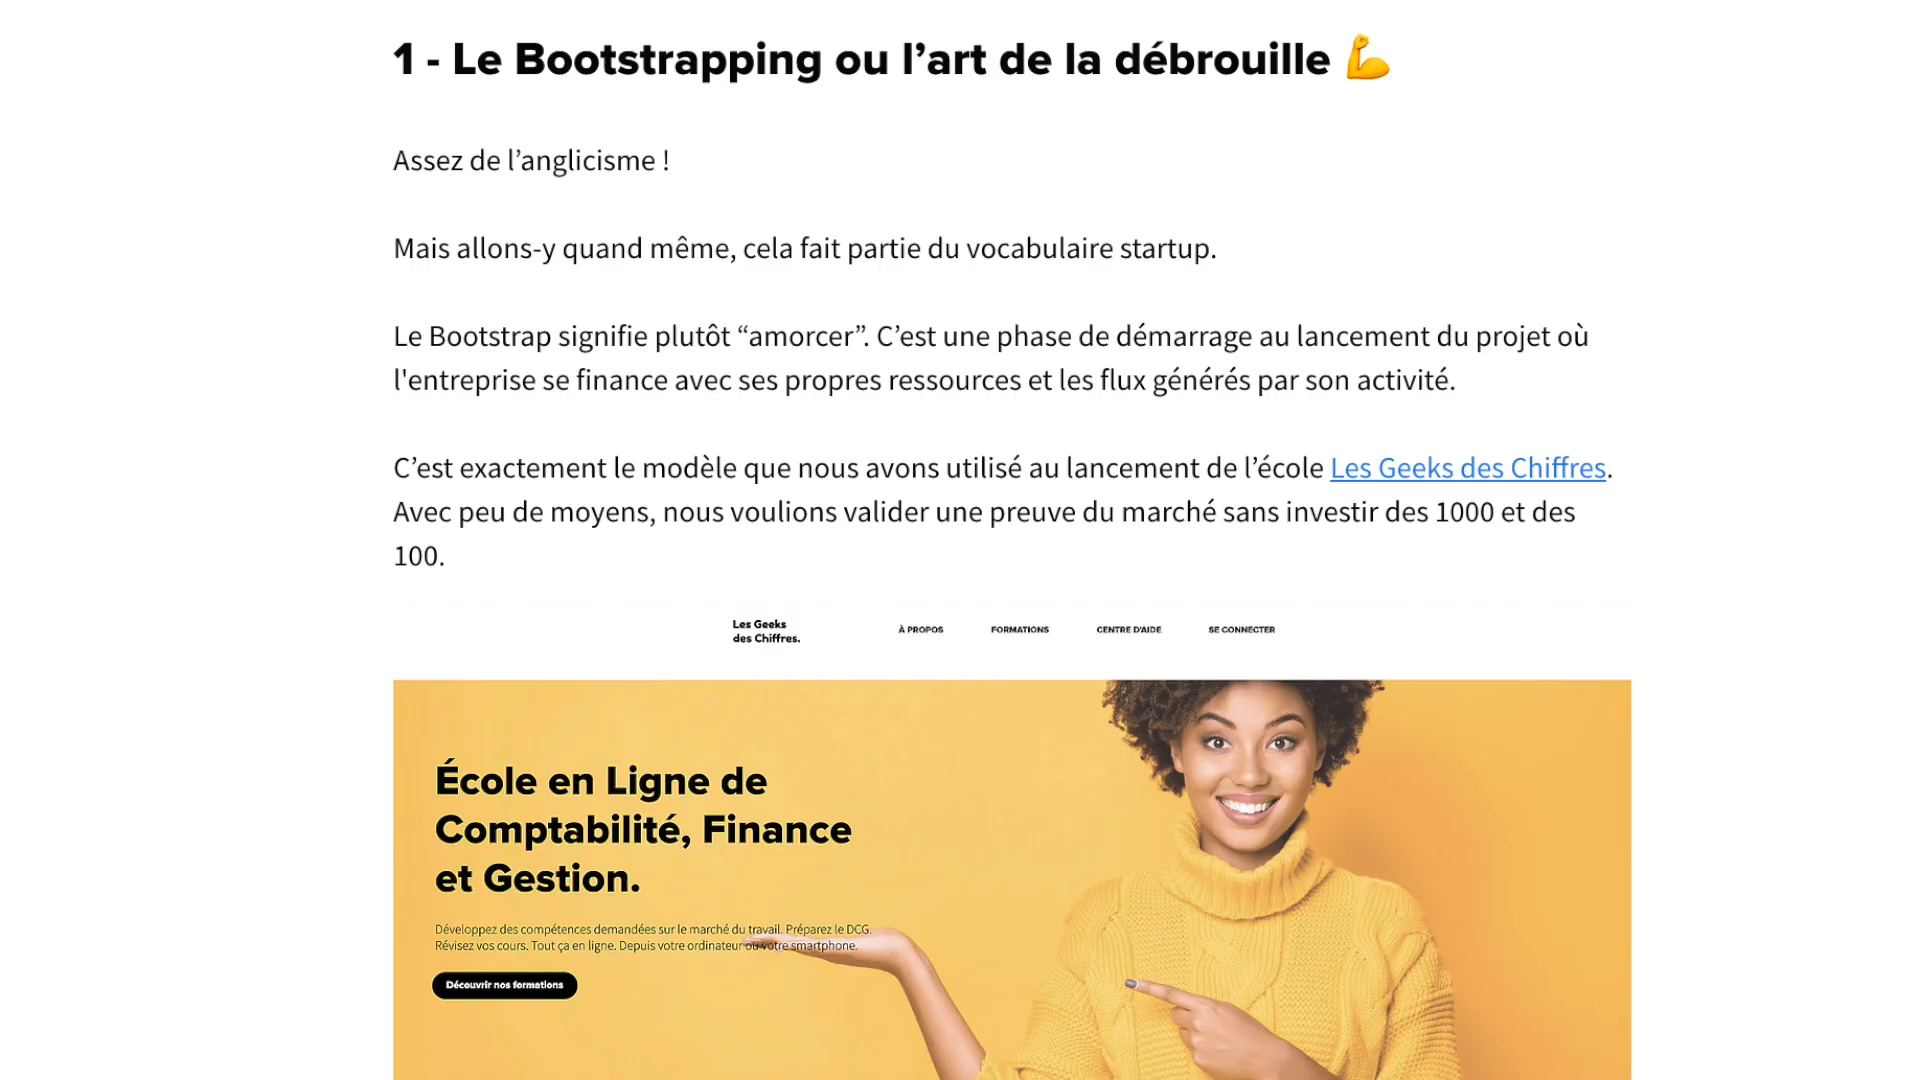 1 - Le Bootstrapping ou l’art de la débrouille 💪
Assez de l’anglicisme !
Mais allons-y quand même, cela fait partie du vocabulaire startup.
Le Bootstrap signifie plutôt “amorcer”. C’est une phase de démarrage au lancement du projet où
l'entreprise se finance avec ses propres ressources et les flux générés par son activité.
C’est exactement le modèle que nous avons utilisé au lancement de l’école Les Geeks des Chiffres.
Avec peu de moyens, nous voulions valider une preuve du marché sans investir des 1000 et des
100.
Les Geeks
des Chiffres.
À PROPOS
FORMATIONS
CENTRE D'AIDE
SE CONNECTER
École en Ligne de
Comptabilité, Finance
et Gestion.
Développez des compétences demandées sur le marché du travail. Préparez le DCG.
Révisez vos cours. Tout ça en ligne. Depuis votre ordinateur ou votre smartphone.
Découvrir nos formations